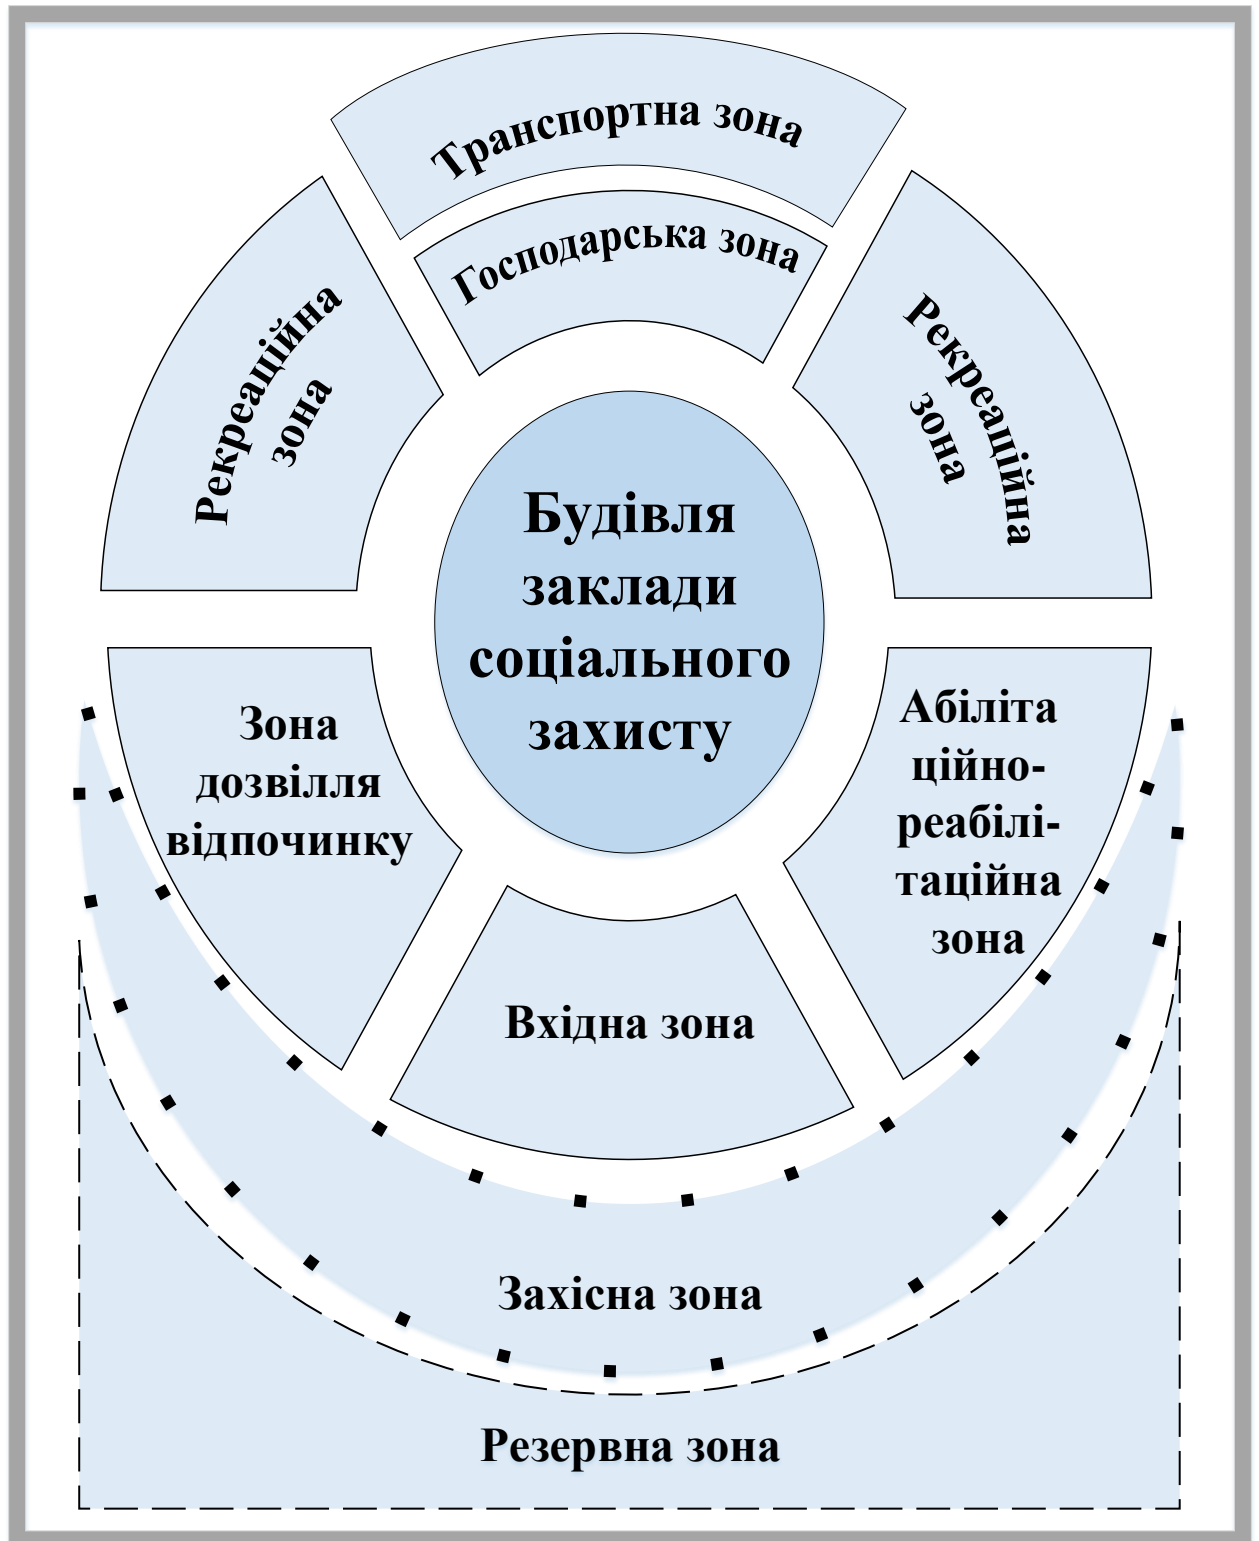 Транспортна зона
Господарська зона
Рекреаційна
зона
Рекреаційна
зона
Будівля
заклади
соціального
захисту
Зона
дозвілля
відпочинку
Абіліта
ційно-
реабілі-
таційна
зона
Вхідна зона
Захісна зона
Резервна зона